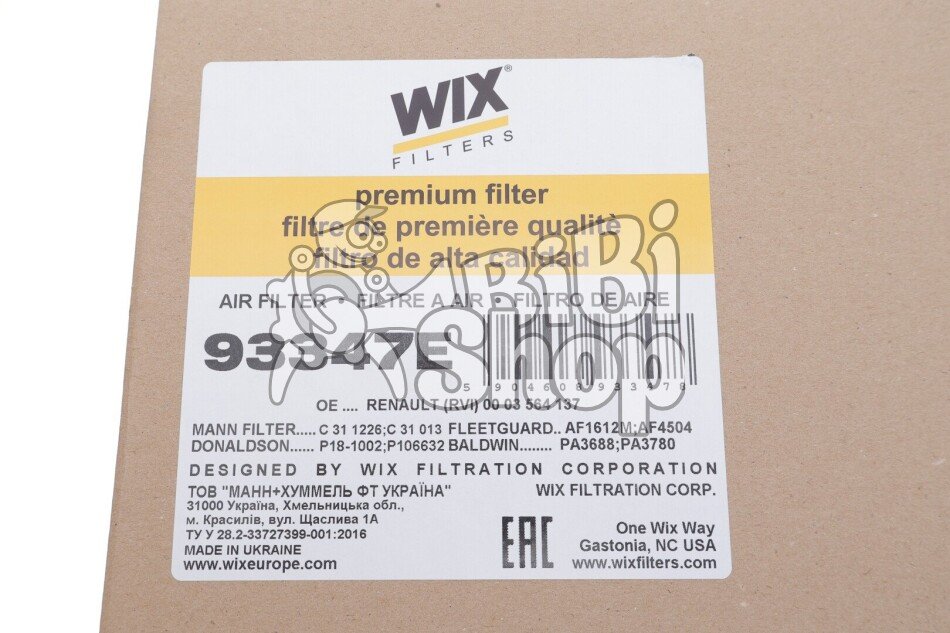 WIX®
FILTERS
premium filter
filtre de première qualité
filtro de alta calidad
BiBi
Shop
AIR FILTER • FILTRE A AIR • FILTRO DE AIRE
93347E
5 904608 933478
OE .... RENAULT (RVI) 00 03 564 137
MANN FILTER..... C 31 1226;C 31 013 FLEETGUARD.. AF1612M;AF4504
DONALDSON..... P18-1002;P106632 BALDWIN........ PA3688;PA3780
DESIGNED BY WIX FILTRATION CORPORATION
ТОВ "МАНН+ХУММЕЛЬ ФТ УКРАЇНА"
31000 Україна, Хмельницька обл.,
м. Красилів, вул. Щаслива 1А
ТУ У 28.2-33727399-001:2016
MADE IN UKRAINE
www.wixeurope.com
EAC
WIX FILTRATION CORP.
One Wix Way
Gastonia, NC USA
www.wixfilters.com